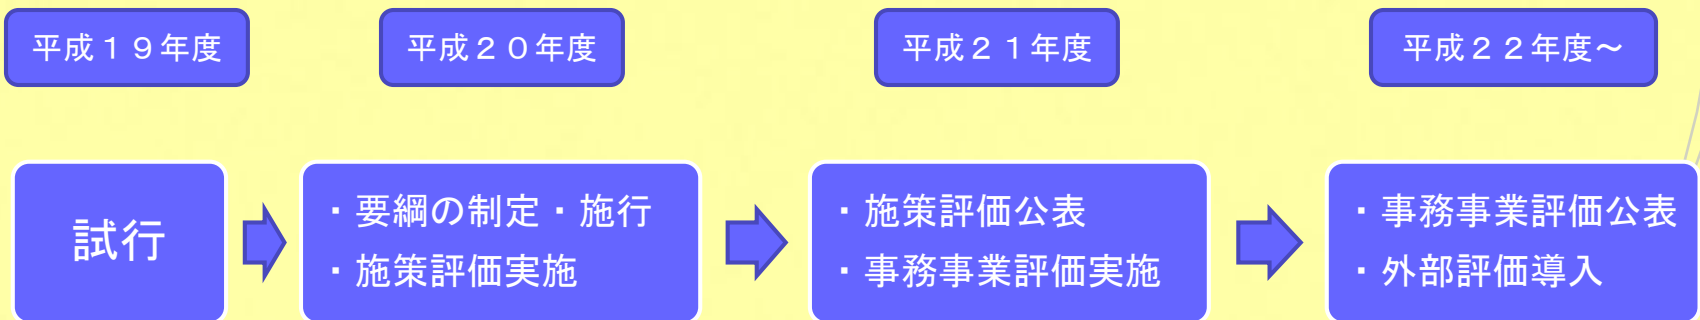 平成１９年度
平成２０年度
平成２１年度
平成２２年度～
試行
・要綱の制定・施行
・施策評価実施
・施策評価公表
・事務事業評価実施
・事務事業評価公表
・外部評価導入